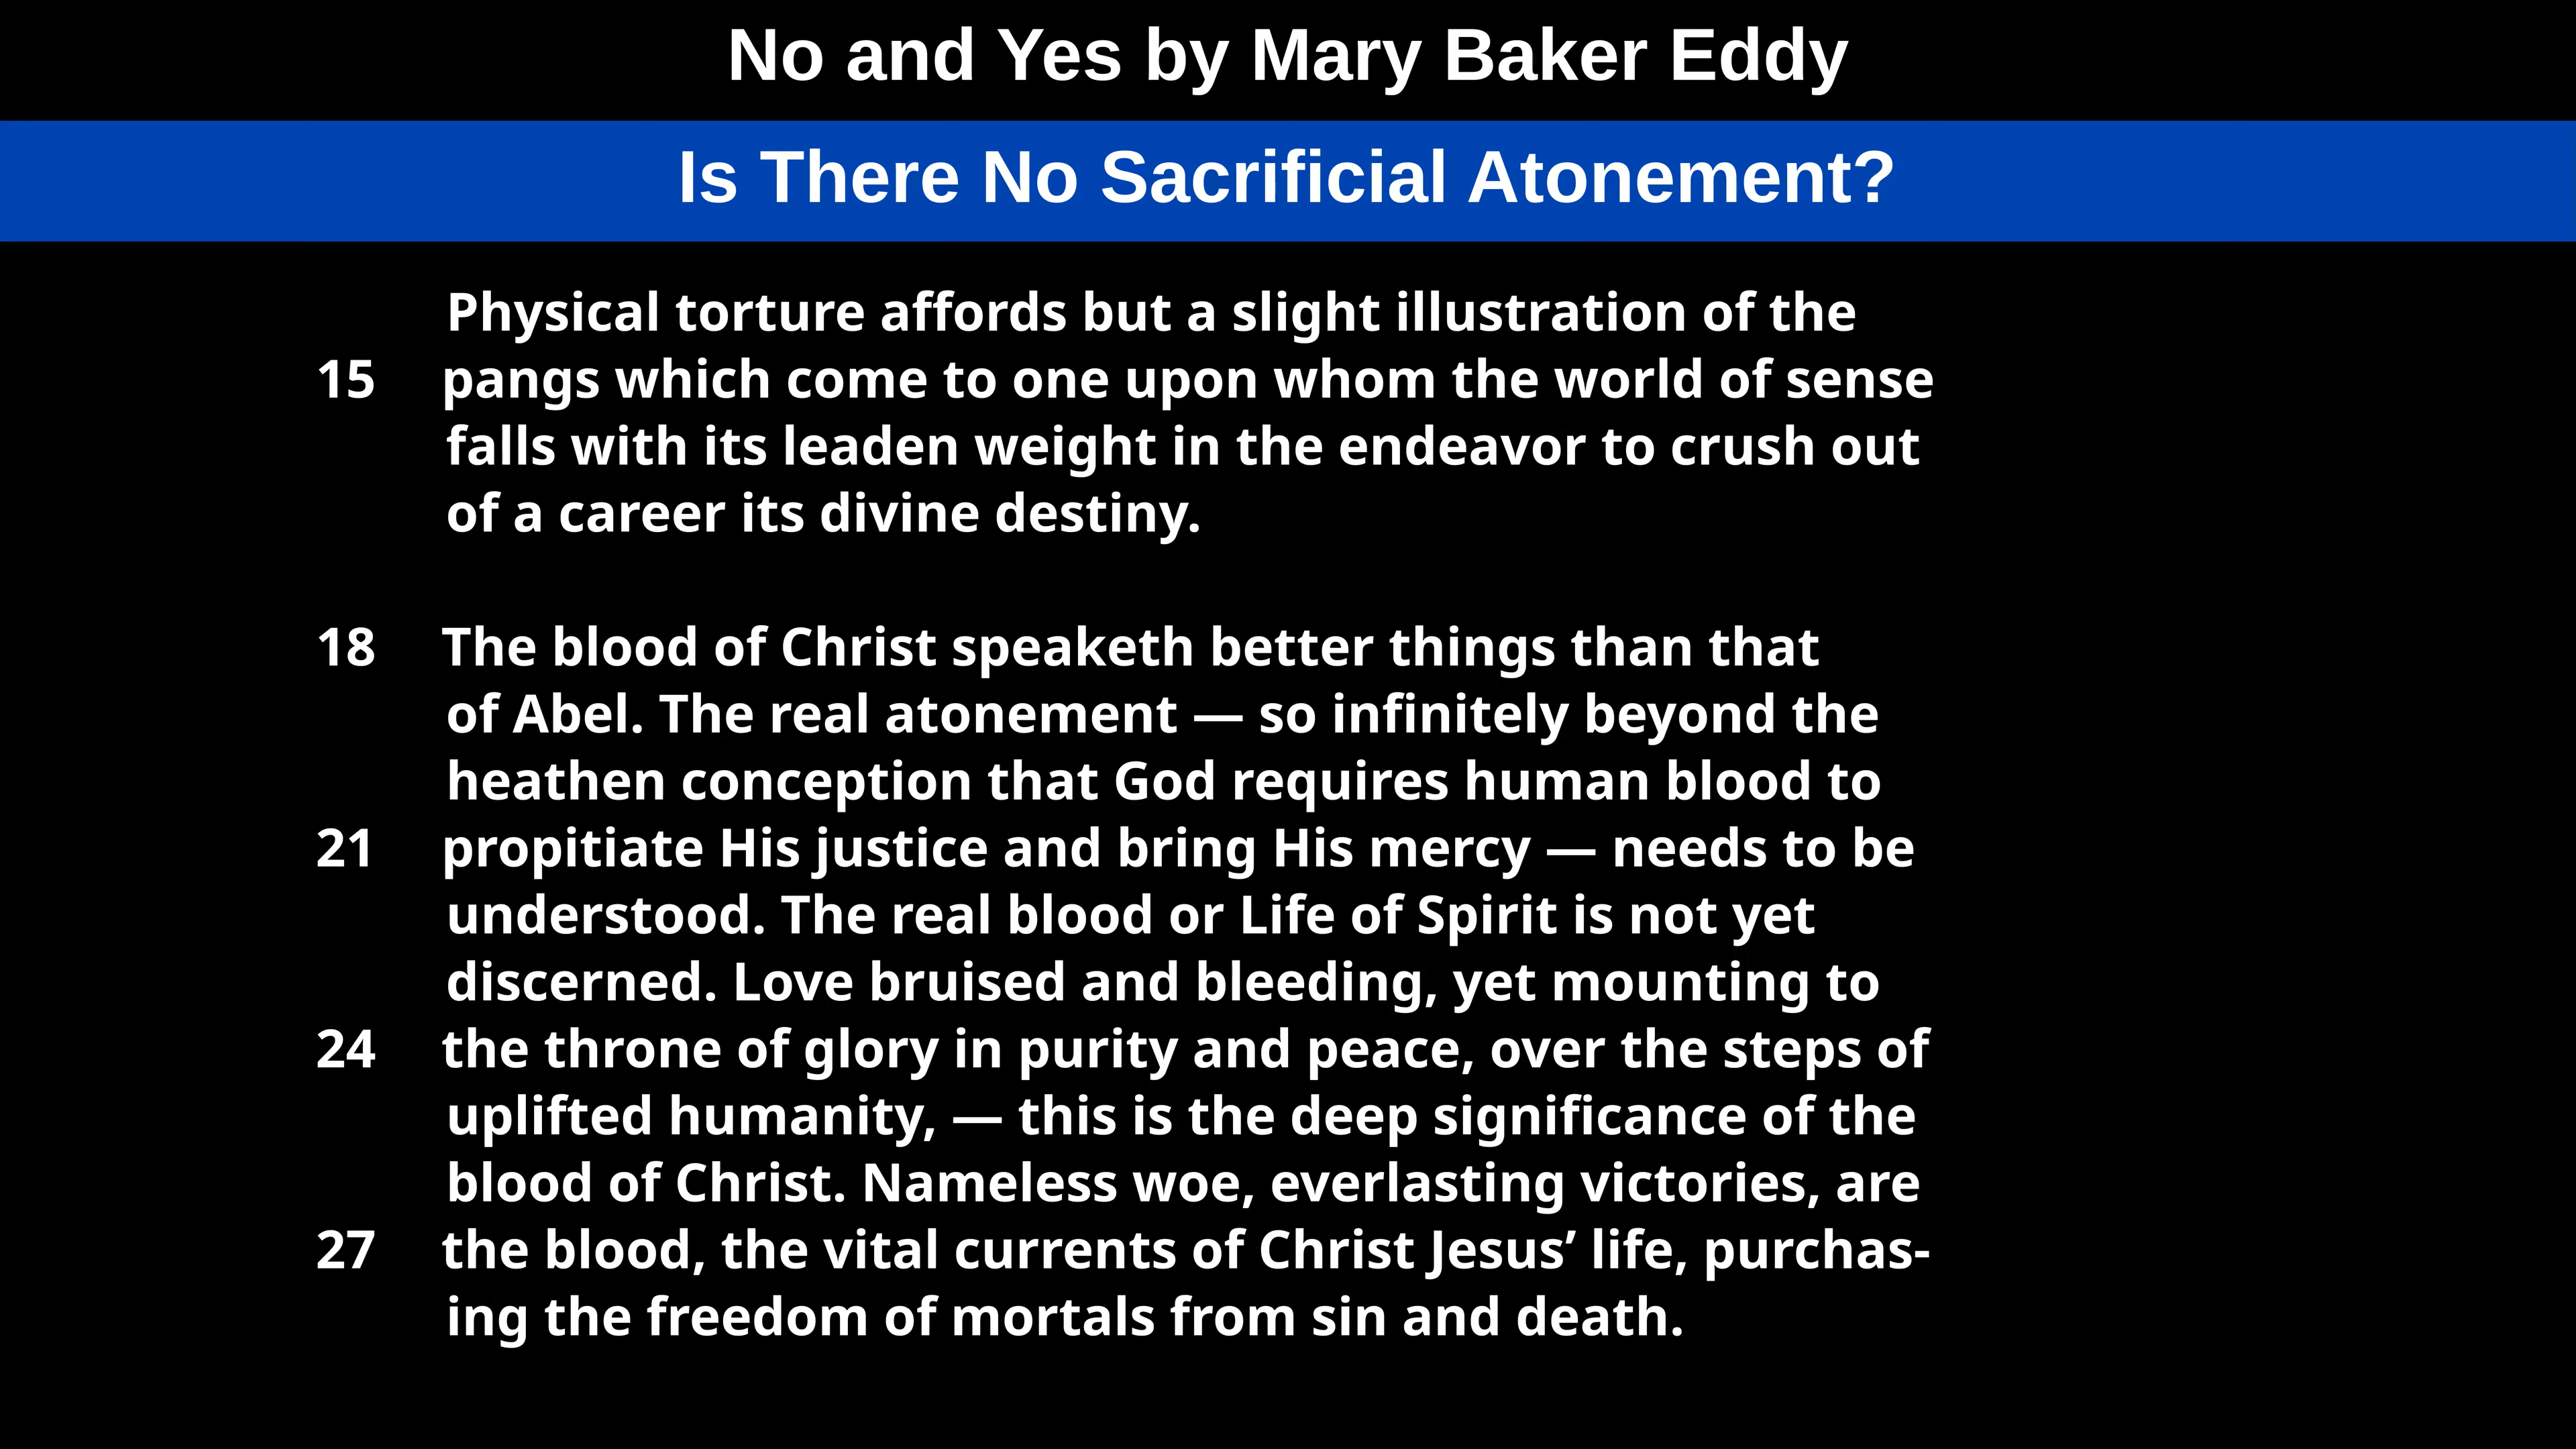 No and Yes by Mary Baker Eddy
Is There No Sacrificial Atonement?
Physical torture affords but a slight illustration of the
15 pangs which come to one upon whom the world of sense
falls with its leaden weight in the endeavor to crush out
of a career its divine destiny.
18 The blood of Christ speaketh better things than that
of Abel. The real atonement — so infinitely beyond the
heathen conception that God requires human blood to
21 propitiate His justice and bring His mercy — needs to be
understood. The real blood or Life of Spirit is not yet
discerned. Love bruised and bleeding, yet mounting to
24 the throne of glory in purity and peace, over the steps of
uplifted humanity, — this is the deep significance of the
blood of Christ. Nameless woe, everlasting victories, are
27 the blood, the vital currents of Christ Jesus’ life, purchas-
ing the freedom of mortals from sin and death.